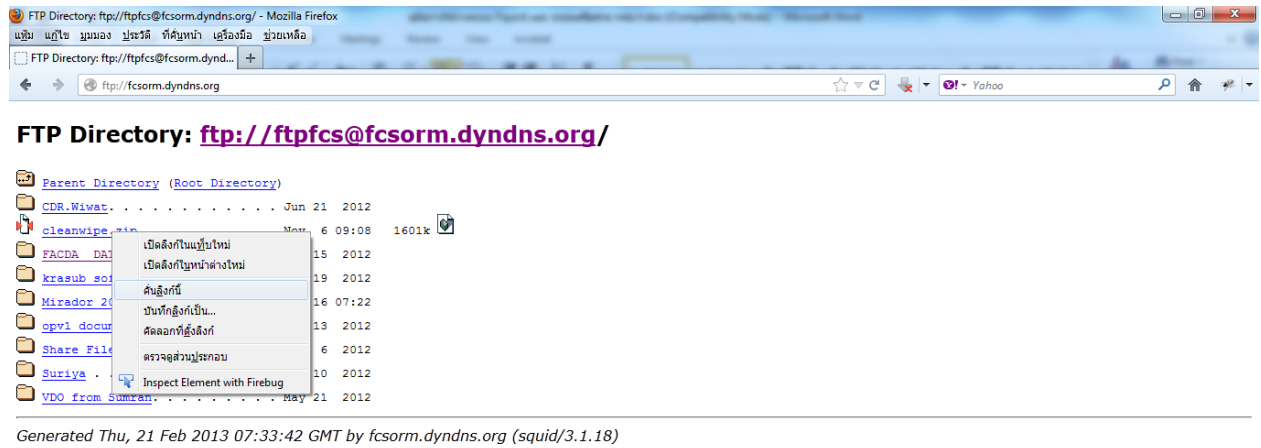 FTP Directory: ftp://ftpfcs@fcsorm.dyndns.org/ - Mozilla Firefox
แฟ้ม แก้ไข มุมมอง ประวัติ ที่คั่นหน้า เครื่องมือ ช่วยเหลือ
FTP Directory: ftp://ftpfcs@fcsorm.dynd... +
ftp://fcsorm.dyndns.org Yahoo
FTP Directory: ftp://ftpfcs@fcsorm.dyndns.org/
Parent Directory (Root Directory)
CDR.Wiwat. . . . . . . . . . . . Jun 21 2012
cleanwipe.zip Nov 6 09:08 1601k
FACDA DAT 15 2012
krasub sof 19 2012
Mirador 20 16 07:22
opv1 docum 13 2012
Share File 6 2012
Suriya . . 10 2012
VDO from Sumran. . . . . . . . . May 21 2012
เปิดลิงก์ในแท็บใหม่
เปิดลิงก์ในหน้าต่างใหม่
คั่นลิงก์นี้
บันทึกลิงก์เป็น...
คัดลอกที่ตั้งลิงก์
ตรวจดูส่วนประกอบ
Inspect Element with Firebug
Generated Thu, 21 Feb 2013 07:33:42 GMT by fcsorm.dyndns.org (squid/3.1.18)